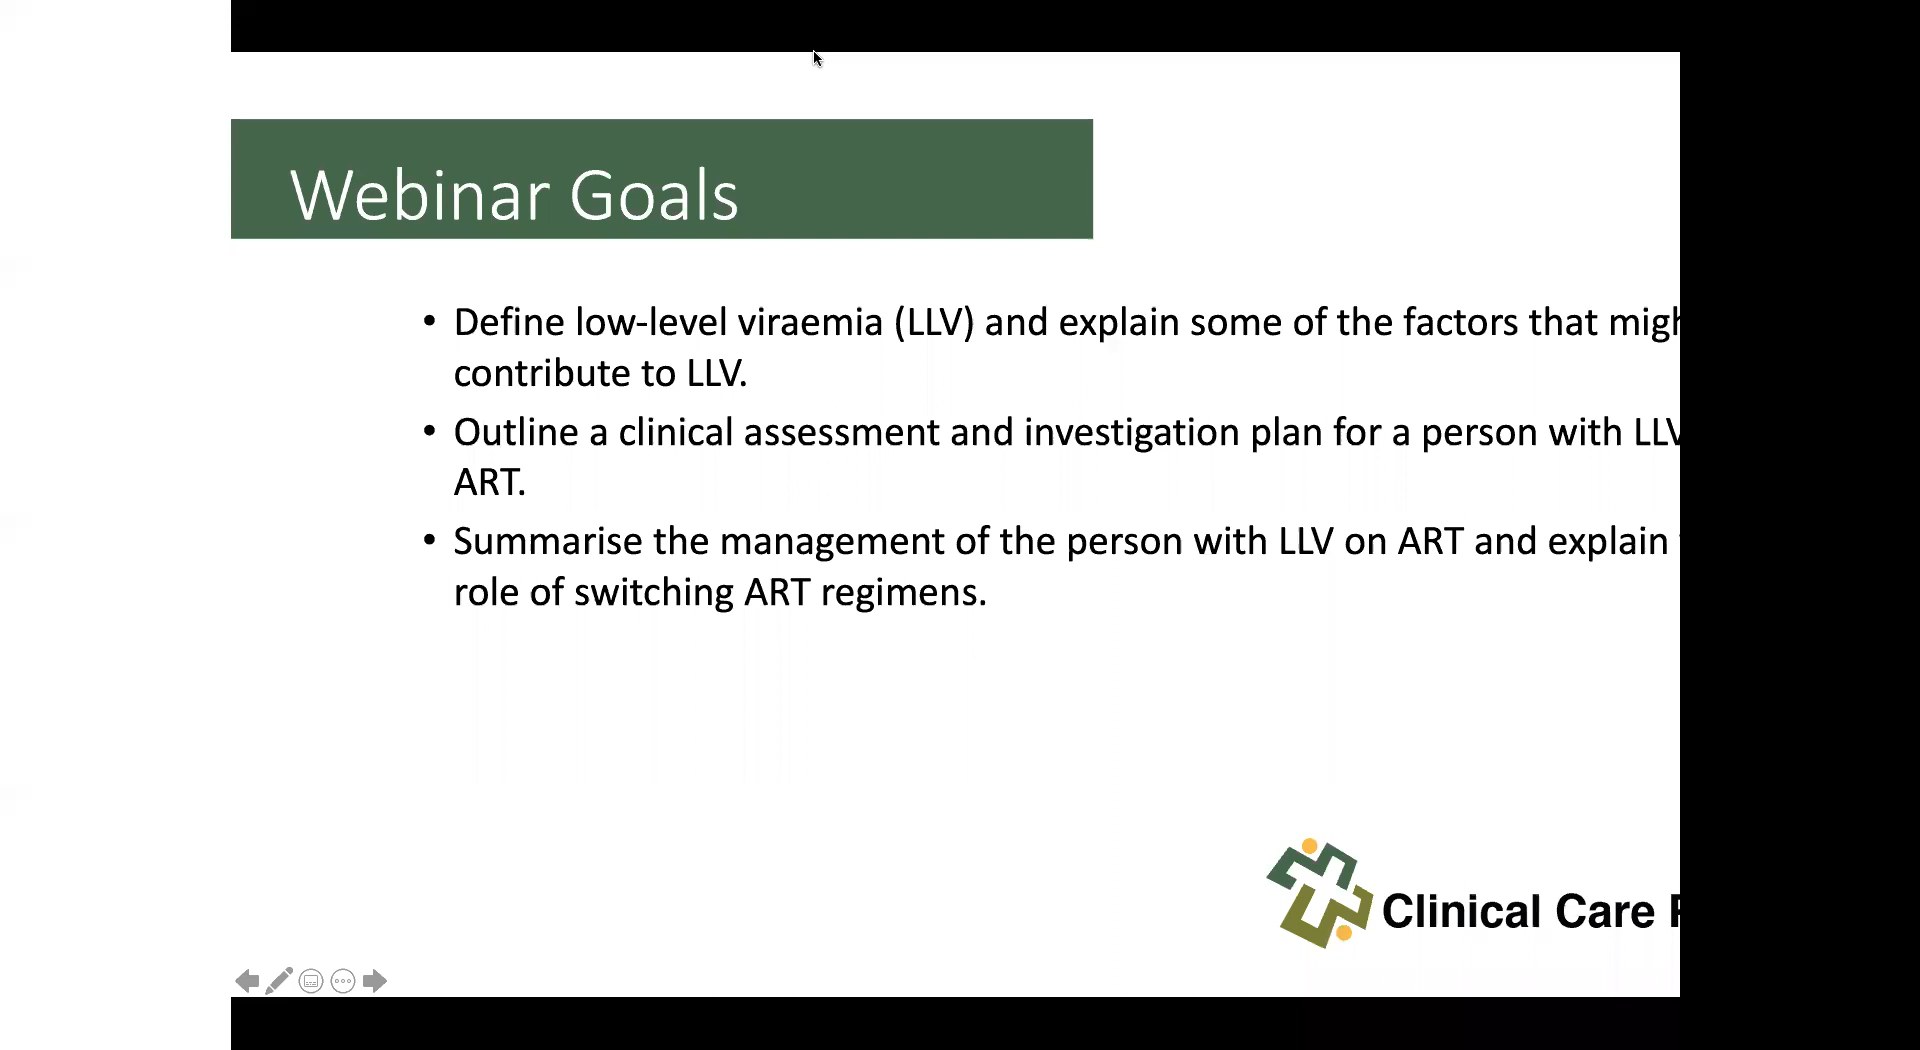 Webinar Goals
• Define low-level viraemia (LLV) and explain some of the factors that
contribute to LLV.
• Outline a clinical assessment and investigation plan for a person with LLV
ART.
• Summarise the management of the person with LLV on ART and explain
role of switching ART regimens.
Clinical Care